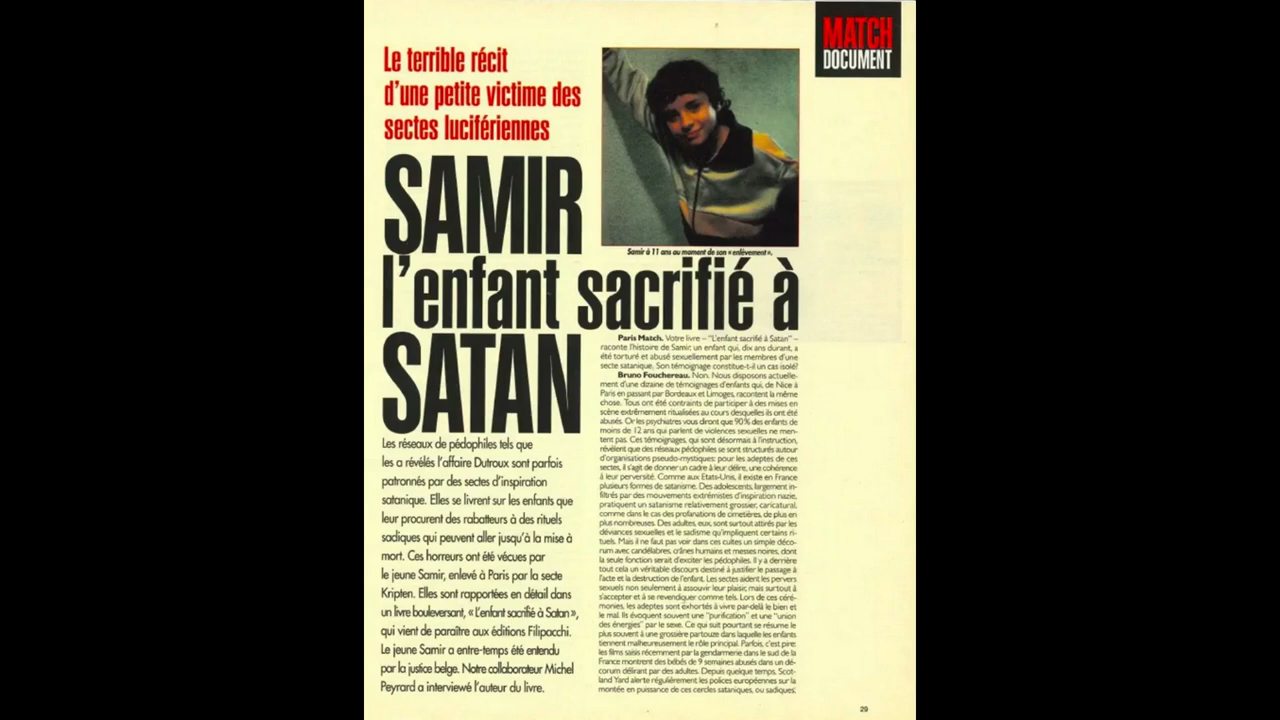 MATCH
DOCUMENT
Le terrible récit
d'une petite victime des
sectes lucifériennes
SAMIR
l'enfant sacrifié à
SATAN
Samir à 11 ans au moment de son « enlèvement ».
Les réseaux de pédophiles tels que
les a révélés l'affaire Dutroux sont parfois
patronnés par des sectes d'inspiration
satanique. Elles se livrent sur les enfants que
leur procurent des rabatteurs à des rituels
sadiques qui peuvent aller jusqu'à la mise à
mort. Ces horreurs ont été vécues par
le jeune Samir, enlevé à Paris par la secte
Kripten. Elles sont rapportées en détail dans
un livre bouleversant, « L'enfant sacrifié à Satan »,
qui vient de paraître aux éditions Filipacchi.
Le jeune Samir a entre-temps été entendu
par la justice belge. Notre collaborateur Michel
Peyrard a interviewé l'auteur du livre.
Paris Match. Votre livre – "L'enfant sacrifié à Satan" –
raconte l'histoire de Samir, un enfant qui, dix ans durant, a
été torturé et abusé sexuellement par les membres d'une
secte satanique. Son témoignage constitue-t-il un cas isolé?
Bruno Fouchereau. Non. Nous disposons actuelle-
ment d'une dizaine de témoignages d'enfants qui, de Nice à
Paris en passant par Bordeaux et Limoges, racontent la même
chose. Tous ont été contraints de participer à des mises en
scène extrêmement ritualisées au cours desquelles ils ont été
abusés. Or les psychiatres vous diront que 90 % des enfants de
moins de 12 ans qui parlent de violences sexuelles ne men-
tent pas. Ces témoignages, qui sont désormais à l'instruction,
révèlent que des réseaux pédophiles se sont structurés autour
d'organisations pseudo-mystiques: pour les adeptes de ces
sectes, il s'agit de donner un cadre à leur délire, une cohérence
à leur perversité. Comme aux Etats-Unis, il existe en France
plusieurs formes de satanisme. Des adolescents, largement in-
filtrés par des mouvements extrémistes d'inspiration nazie,
pratiquent un satanisme relativement grossier, caricatural,
comme dans le cas des profanations de cimetières, de plus en
plus nombreuses. Des adultes, eux, sont surtout attirés par les
déviances sexuelles et le sadisme qu'impliquent certains ri-
tuels. Mais il ne faut pas voir dans ces cultes un simple déco-
rum avec candélabres, crânes humains et messes noires, dont
la seule fonction serait d'exciter les pédophiles. Il y a derrière
tout cela un véritable discours destiné à justifier le passage à
l'acte et la destruction de l'enfant. Les sectes aident les pervers
sexuels non seulement à assouvir leur plaisir, mais surtout à
s'accepter et à se revendiquer comme tels. Lors de ces céré-
monies, les adeptes sont exhortés à vivre par-delà le bien et
le mal. Ils évoquent souvent une "purification" et une "union
des énergies" par le sexe. Ce qui suit pourtant se résume le
plus souvent à une grossière partouze dans laquelle les enfants
tiennent malheureusement le rôle principal. Parfois, c'est pire:
les films saisis récemment par la gendarmerie dans le sud de la
France montrent des bébés de 9 semaines abusés dans un dé-
corum délirant par des adultes. Depuis quelque temps, Scot-
land Yard alerte régulièrement les polices européennes sur la
montée en puissance de ces cercles sataniques, ou sadiques,
29